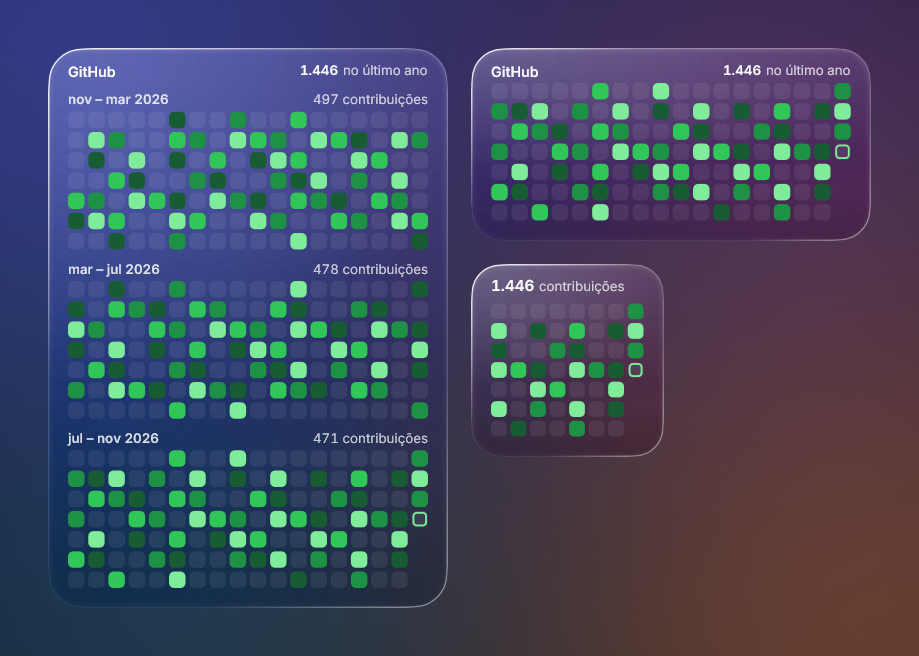 GitHub 1.446 no último ano
nov – mar 2026 497 contribuições
mar – jul 2026 478 contribuições
jul – nov 2026 471 contribuições
GitHub 1.446 no último ano
1.446 contribuições